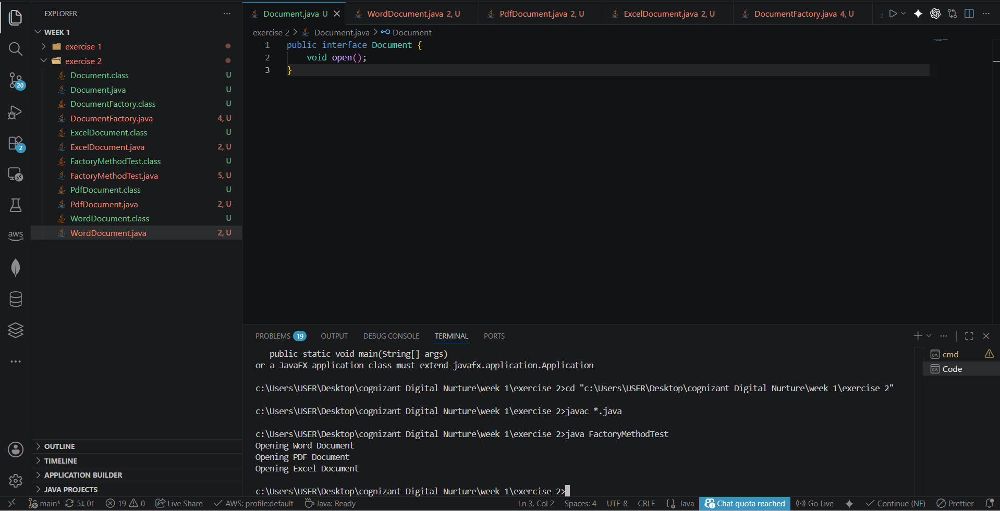 EXPLORER
WEEK 1
exercise 1
exercise 2
Document.class U
Document.java U
DocumentFactory.class U
DocumentFactory.java 4, U
ExcelDocument.class U
ExcelDocument.java 2, U
FactoryMethodTest.class U
FactoryMethodTest.java 5, U
PdfDocument.class U
PdfDocument.java 2, U
WordDocument.class U
WordDocument.java 2, U
20
2
aws
OUTLINE
TIMELINE
APPLICATION BUILDER
JAVA PROJECTS
Document.java U WordDocument.java 2, U PdfDocument.java 2, U ExcelDocument.java 2, U DocumentFactory.java 4, U
exercise 2 > Document.java > Document
1 public interface Document {
2 void open();
3 }
PROBLEMS 19 OUTPUT DEBUG CONSOLE TERMINAL PORTS
public static void main(String[] args)
or a JavaFX application class must extend javafx.application.Application
c:\Users\USER\Desktop\cognizant Digital Nurture\week 1\exercise 2>cd "c:\Users\USER\Desktop\cognizant Digital Nurture\week 1\exercise 2"
c:\Users\USER\Desktop\cognizant Digital Nurture\week 1\exercise 2>javac *.java
c:\Users\USER\Desktop\cognizant Digital Nurture\week 1\exercise 2>java FactoryMethodTest
Opening Word Document
Opening PDF Document
Opening Excel Document
c:\Users\USER\Desktop\cognizant Digital Nurture\week 1\exercise 2>
cmd
Code
main* 5↓ 0↑ 19 0 Live Share AWS: profile:default Java: Ready Ln 3, Col 2 Spaces: 4 UTF-8 CRLF Java Chat quota reached Go Live Continue (NE) Prettier